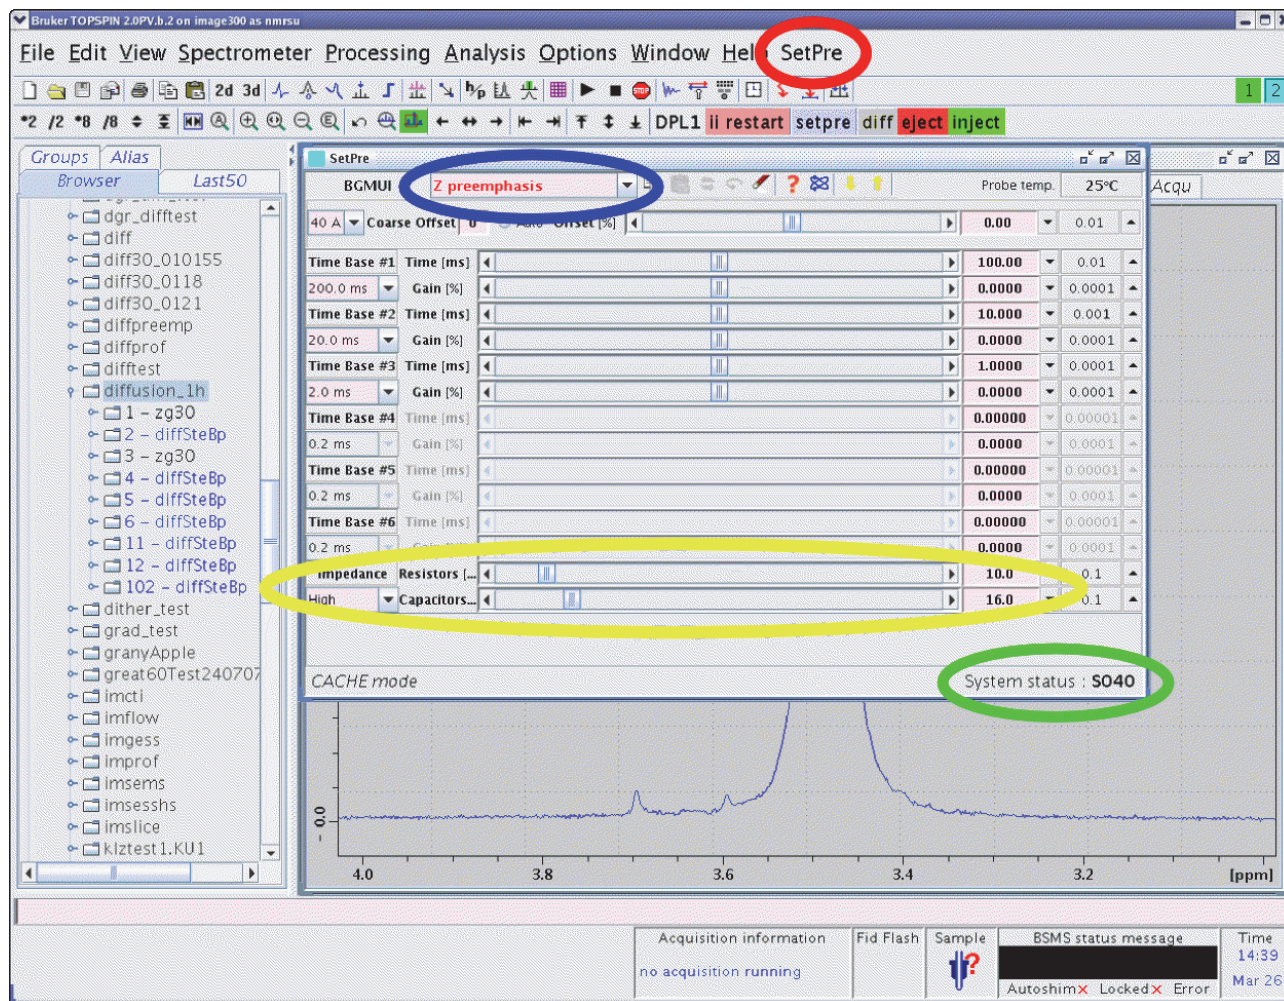 Bruker TOPSPIN 2.0PV.b.2 on image300 as nmrsu
File Edit View Spectrometer Processing Analysis Options Window Help SetPre
2d 3d
1 2
*2 /2 *8 /8 DPL1 ii restart setpre diff eject inject
Groups Alias
Browser Last50
dgr_difftest
diff
diff30_010155
diff30_0118
diff30_0121
diffpreemp
diffprof
difftest
diffusion_1h
1 - zg30
2 - diffSteBp
3 - zg30
4 - diffSteBp
5 - diffSteBp
6 - diffSteBp
11 - diffSteBp
12 - diffSteBp
102 - diffSteBp
dither_test
grad_test
granyApple
great60Test240707
imcti
imflow
imgess
improf
imsems
imsesshs
imslice
klztest1.KU1
SetPre
BGMUI Z preemphasis Probe temp. 25°C
Acqu
40 A Coarse Offset 0 Auto Offset [%] 0.00 0.01
Time Base #1 Time [ms] 100.00 0.01
200.0 ms Gain [%] 0.0000 0.0001
Time Base #2 Time [ms] 10.000 0.001
20.0 ms Gain [%] 0.0000 0.0001
Time Base #3 Time [ms] 1.0000 0.0001
2.0 ms Gain [%] 0.0000 0.0001
Time Base #4 Time [ms] 0.00000 0.00001
0.2 ms Gain [%] 0.0000 0.0001
Time Base #5 Time [ms] 0.00000 0.00001
0.2 ms Gain [%] 0.0000 0.0001
Time Base #6 Time [ms] 0.00000 0.00001
0.2 ms Gain [%] 0.0000 0.0001
Impedance Resistors [... 10.0 0.1
High Capacitors... 16.0 0.1
CACHE mode System status : S040
- 0.0
4.0 3.8 3.6 3.4 3.2 [ppm]
Acquisition information Fid Flash Sample BSMS status message Time
no acquisition running 14:39
Autoshim× Locked× Error Mar 26